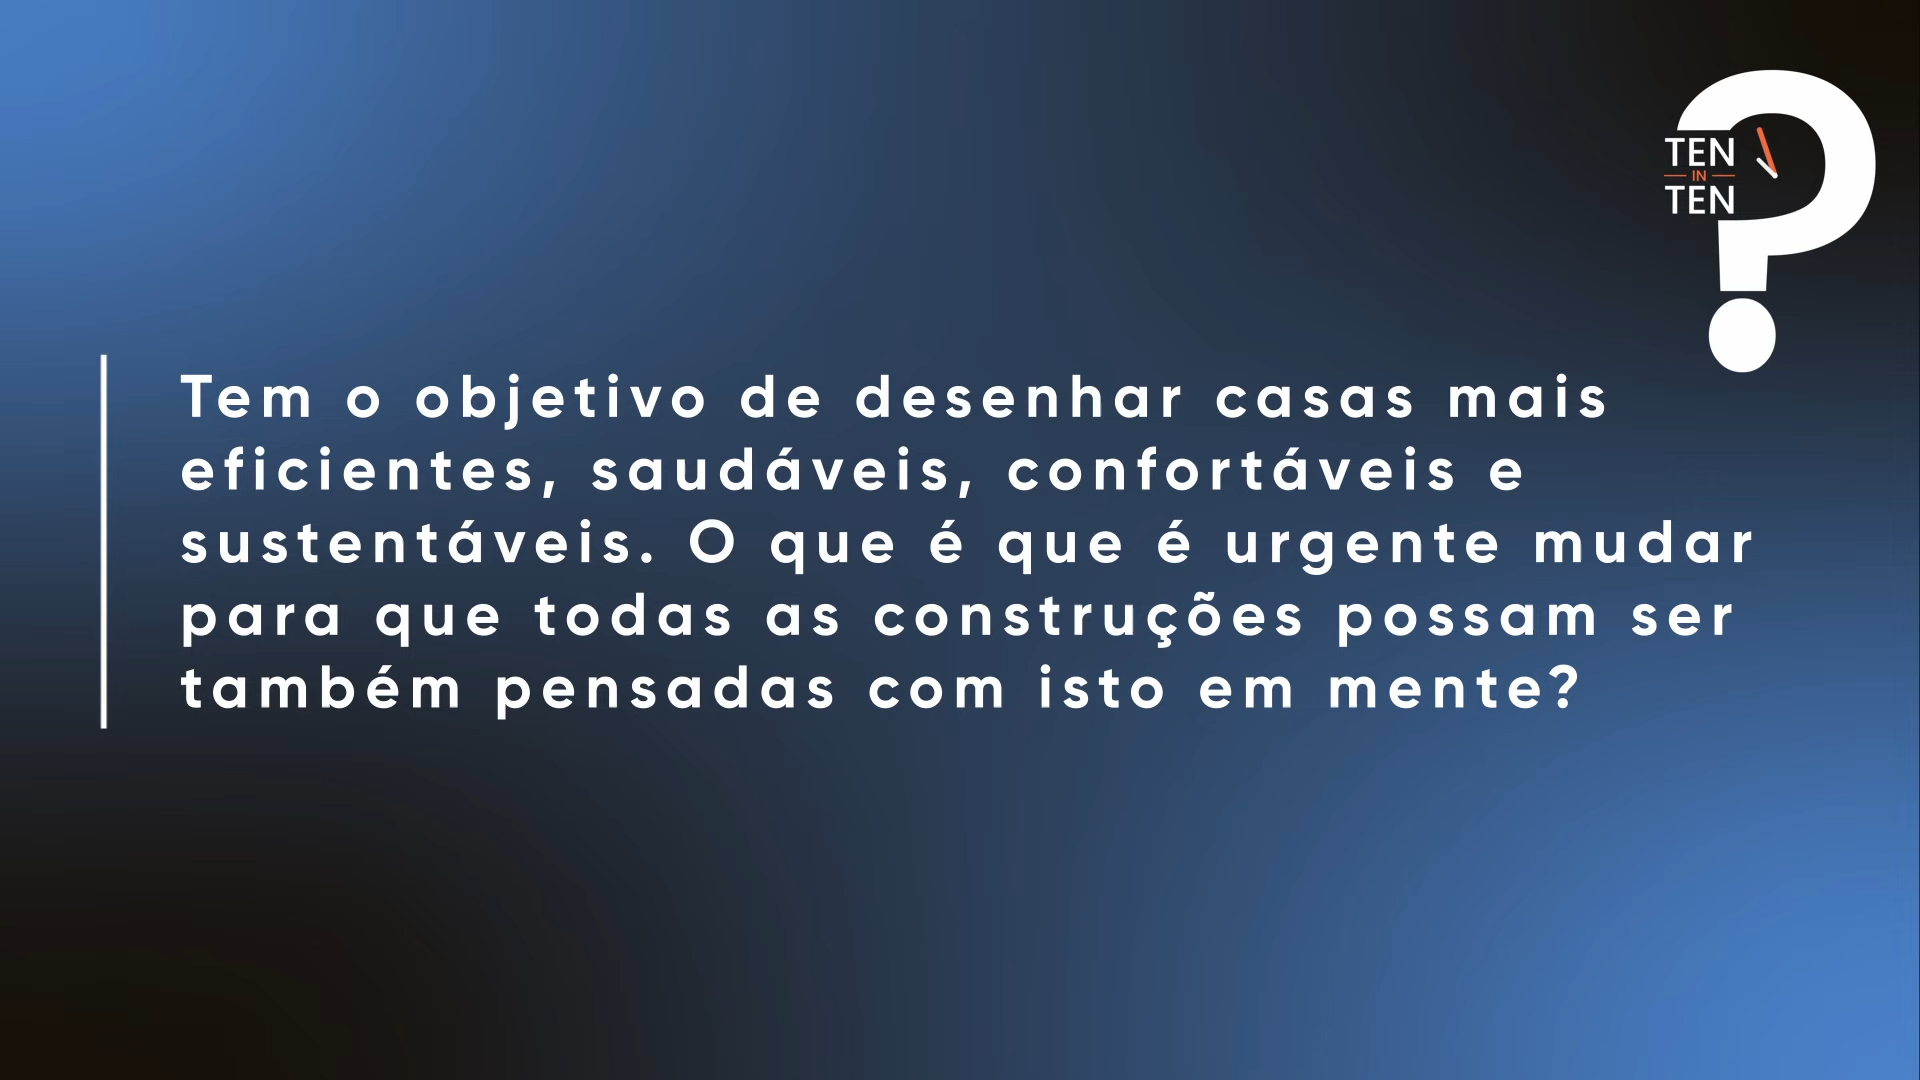 TEN
IN
TEN
Tem o objetivo de desenhar casas mais
eficientes, saudáveis, confortáveis e
sustentáveis. O que é que é urgente mudar
para que todas as construções possam ser
também pensadas com isto em mente?